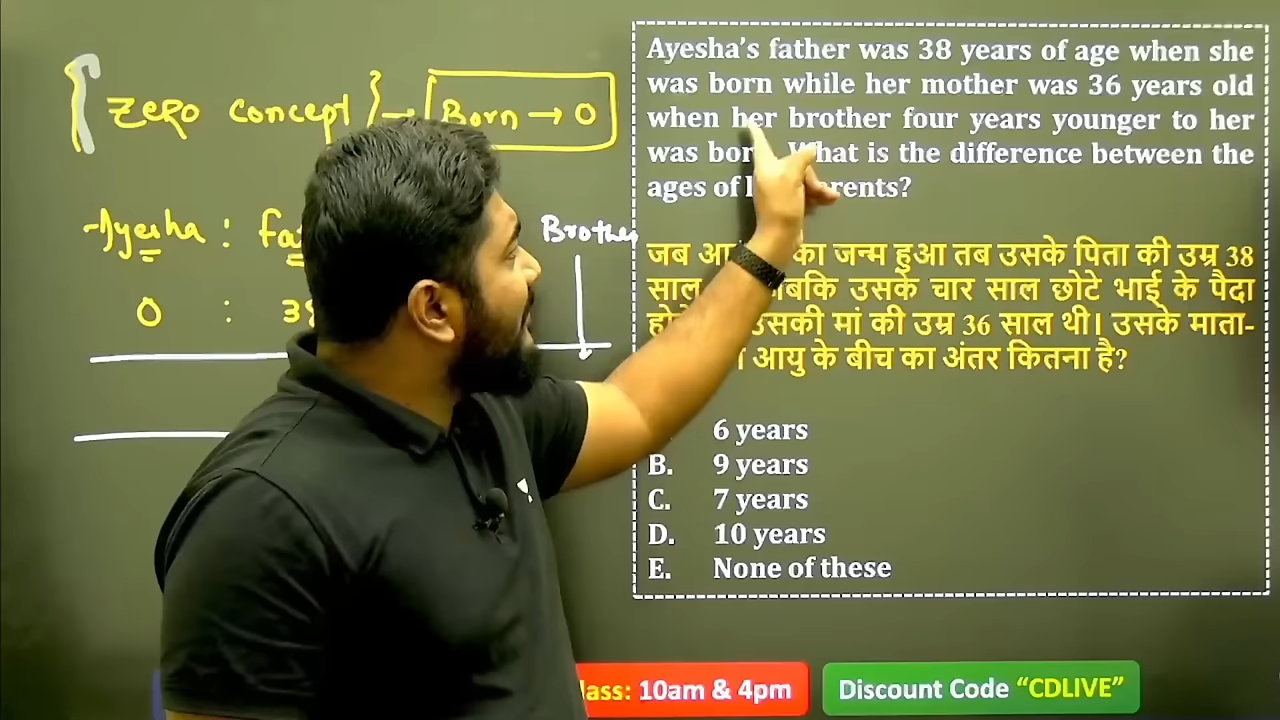 { Zero concept } → Born → 0
Ayesha : fa
Brother
0 : 38
Ayesha's father was 38 years of age when she
was born while her mother was 36 years old
when her brother four years younger to her
was bor What is the difference between the
ages of rents?
जब आ का जन्म हुआ तब उसके पिता की उम्र 38
साल बकि उसके चार साल छोटे भाई के पैदा
हो उसकी मां की उम्र 36 साल थी। उसके माता-
आयु के बीच का अंतर कितना है?
6 years
B. 9 years
C. 7 years
D. 10 years
E. None of these
lass: 10am & 4pm
Discount Code “CDLIVE”